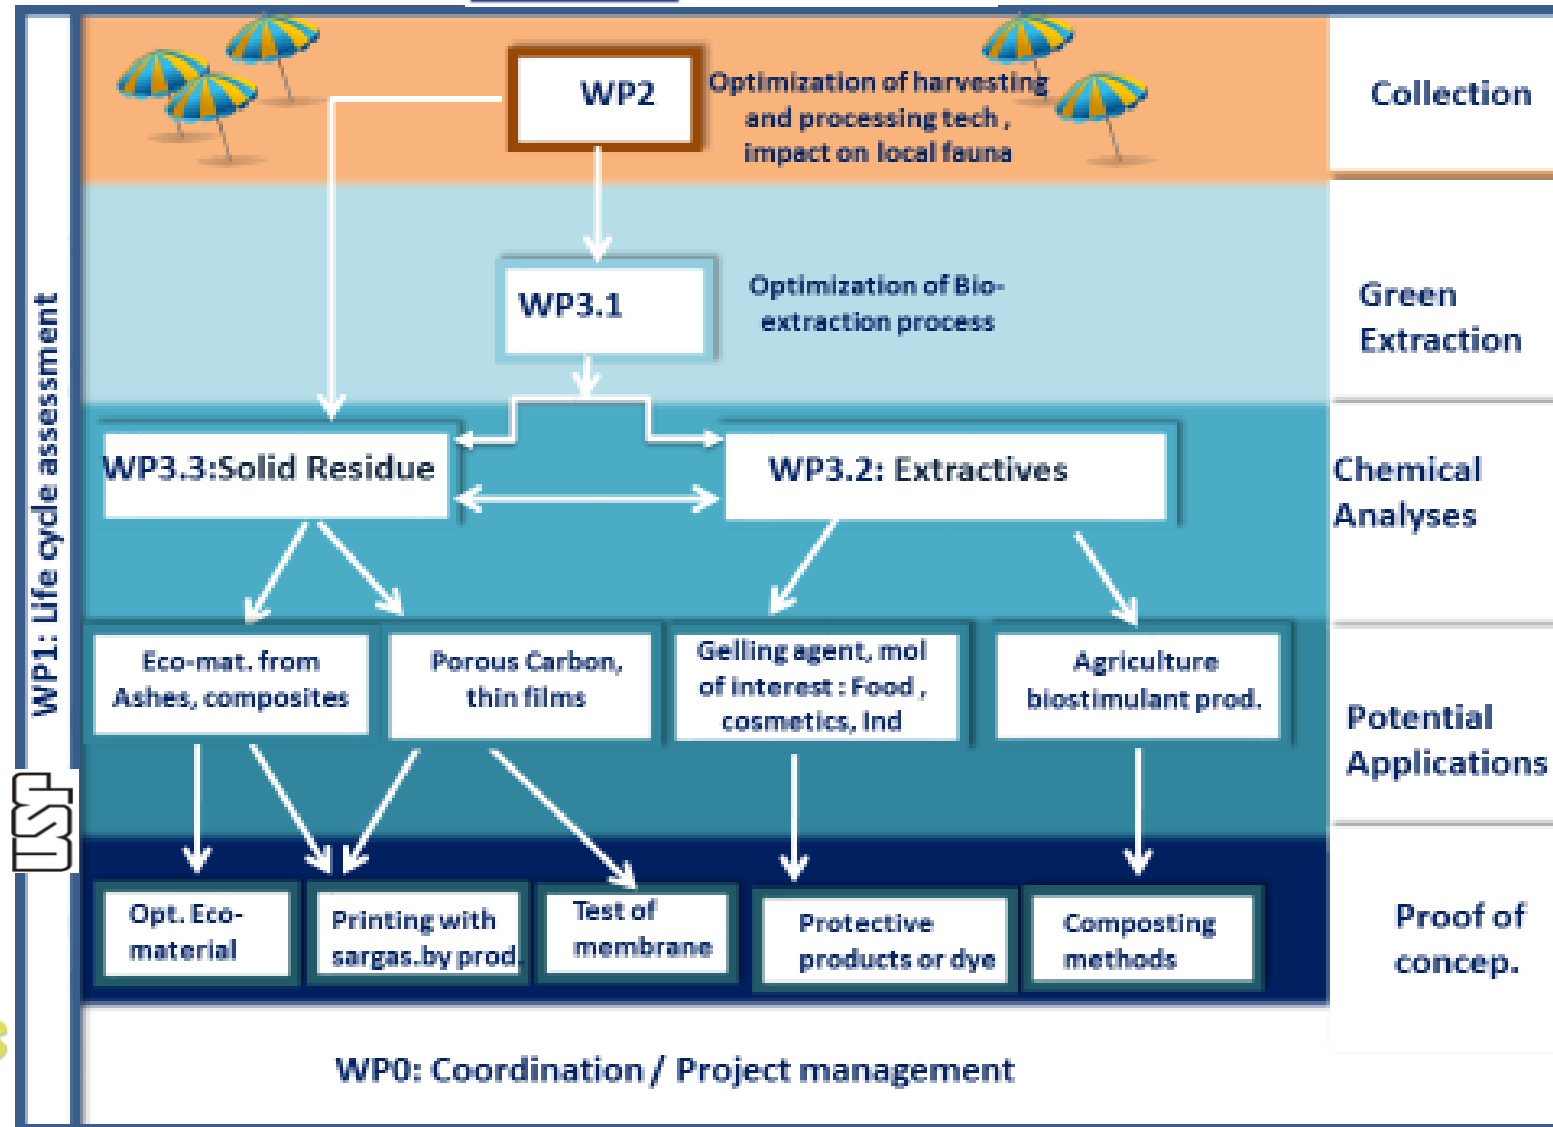 WP2
Optimization of harvesting
and processing tech ,
impact on local fauna
Collection
WP3.1
Optimization of Bio-
extraction process
Green
Extraction
WP1: Life cycle assessment
WP3.3:Solid Residue
WP3.2: Extractives
Chemical
Analyses
Eco-mat. from
Ashes, composites
Porous Carbon,
thin films
Gelling agent, mol
of interest : Food ,
cosmetics, Ind
Agriculture
biostimulant prod.
Potential
Applications
Opt. Eco-
material
Printing with
sargas.by prod.
Test of
membrane
Protective
products or dye
Composting
methods
Proof of
concep.
WP0: Coordination / Project management